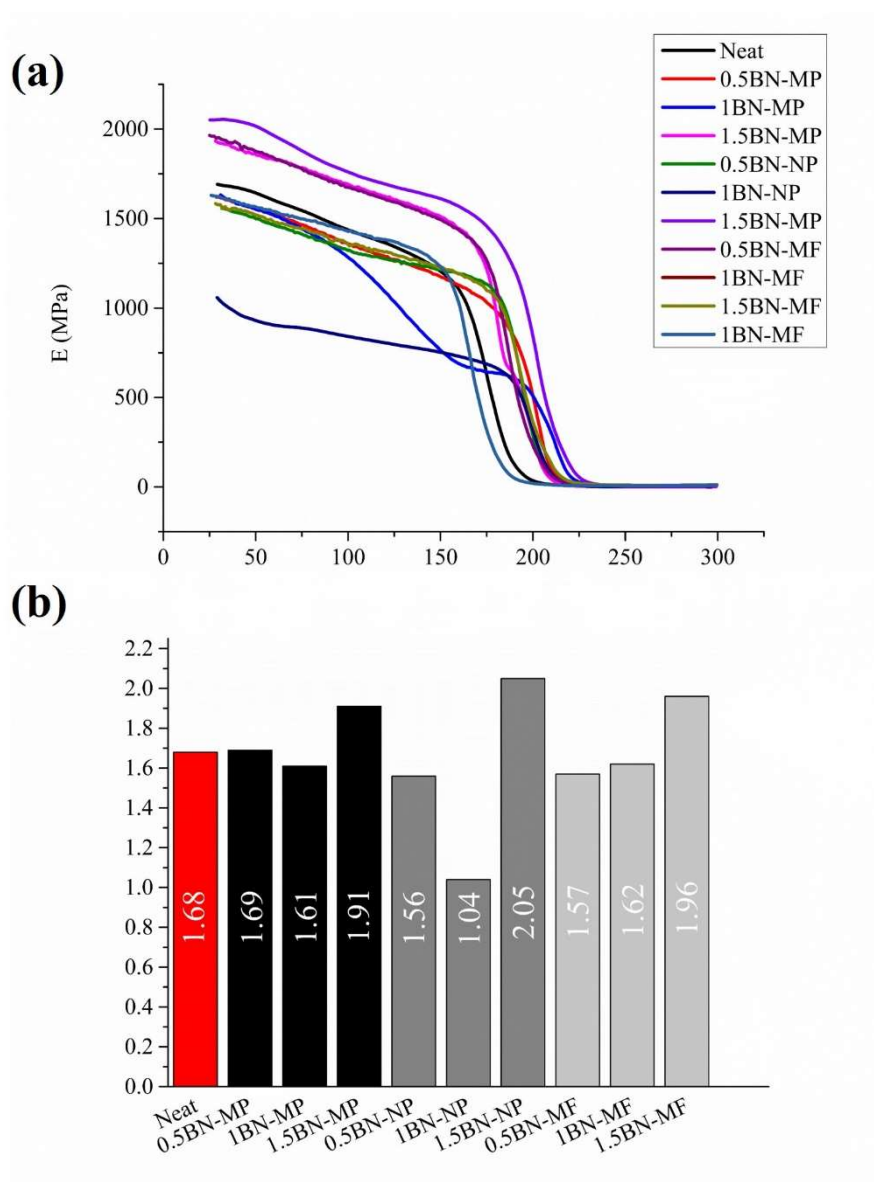 (a)
Neat
0.5BN-MP
1BN-MP
1.5BN-MP
0.5BN-NP
1BN-NP
1.5BN-MP
0.5BN-MF
1BN-MF
1.5BN-MF
1BN-MF
E (MPa)
2000
1500
1000
500
0
0 50 100 150 200 250 300
(b)
2.2
2.0
1.8
1.6
1.4
1.2
1.0
0.8
0.6
0.4
0.2
0.0
1.68 1.69 1.61 1.91 1.56 1.04 2.05 1.57 1.62 1.96
Neat 0.5BN-MP 1BN-MP 1.5BN-MP 0.5BN-NP 1BN-NP 1.5BN-NP 0.5BN-MF 1BN-MF 1.5BN-MF